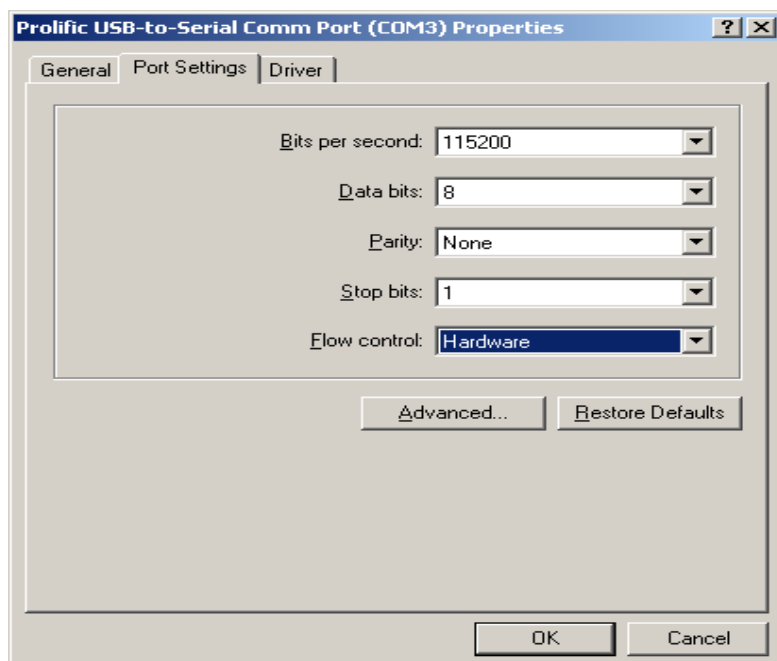 Prolific USB-to-Serial Comm Port (COM3) Properties
General Port Settings Driver
Bits per second: 115200
Data bits: 8
Parity: None
Stop bits: 1
Flow control: Hardware
Advanced... Restore Defaults
OK Cancel